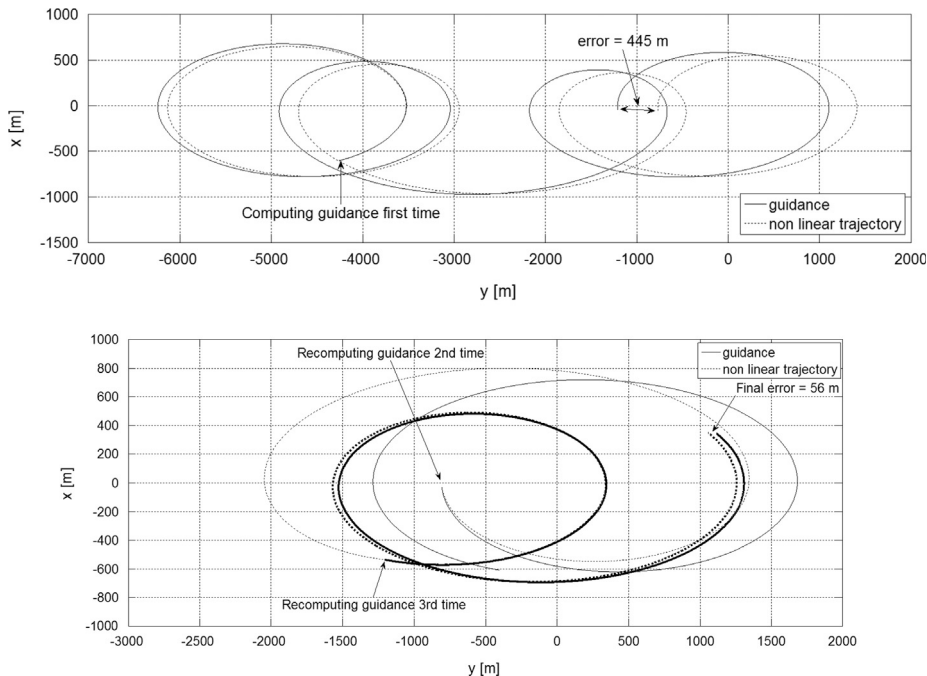 1000
500
0
-500
-1000
-1500
x [m]
error = 445 m
Computing guidance first time
guidance
non linear trajectory
-7000 -6000 -5000 -4000 -3000 -2000 -1000 0 1000 2000
y [m]
1000
800
600
400
200
0
-200
-400
-600
-800
-1000
x [m]
Recomputing guidance 2nd time
guidance
non linear trajectory
Final error = 56 m
Recomputing guidance 3rd time
-3000 -2500 -2000 -1500 -1000 -500 0 500 1000 1500 2000
y [m]